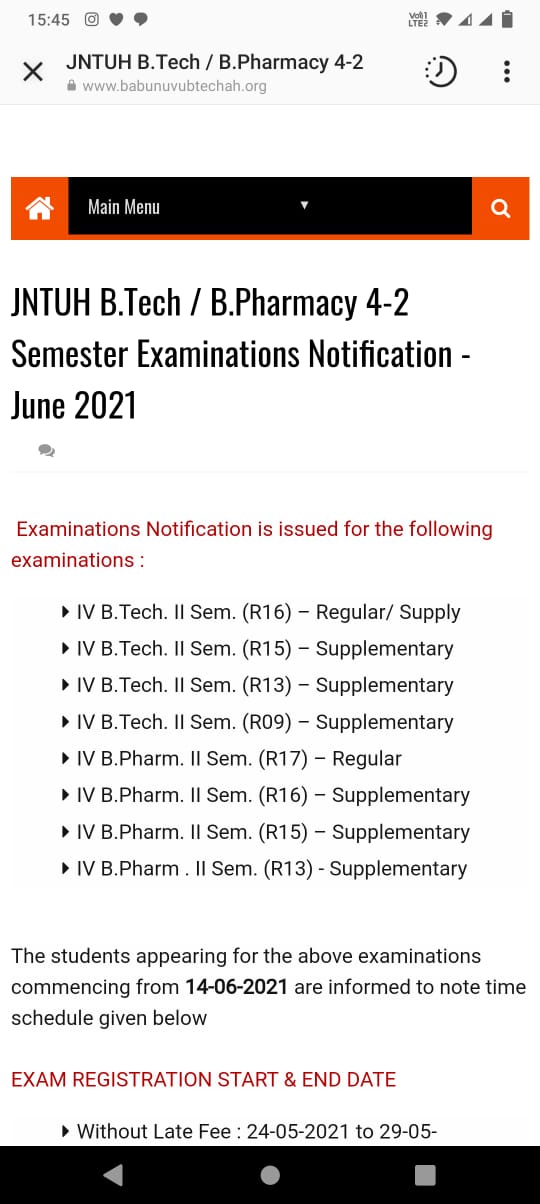 15:45
Vo)) 1
LTE2
JNTUH B.Tech / B.Pharmacy 4-2
www.babunuvubtechah.org
Main Menu
JNTUH B.Tech / B.Pharmacy 4-2
Semester Examinations Notification -
June 2021
Examinations Notification is issued for the following
examinations :
IV B.Tech. II Sem. (R16) – Regular/ Supply
IV B.Tech. II Sem. (R15) – Supplementary
IV B.Tech. II Sem. (R13) – Supplementary
IV B.Tech. II Sem. (R09) – Supplementary
IV B.Pharm. II Sem. (R17) – Regular
IV B.Pharm. II Sem. (R16) – Supplementary
IV B.Pharm. II Sem. (R15) – Supplementary
IV B.Pharm . II Sem. (R13) - Supplementary
The students appearing for the above examinations
commencing from 14-06-2021 are informed to note time
schedule given below
EXAM REGISTRATION START & END DATE
Without Late Fee : 24-05-2021 to 29-05-